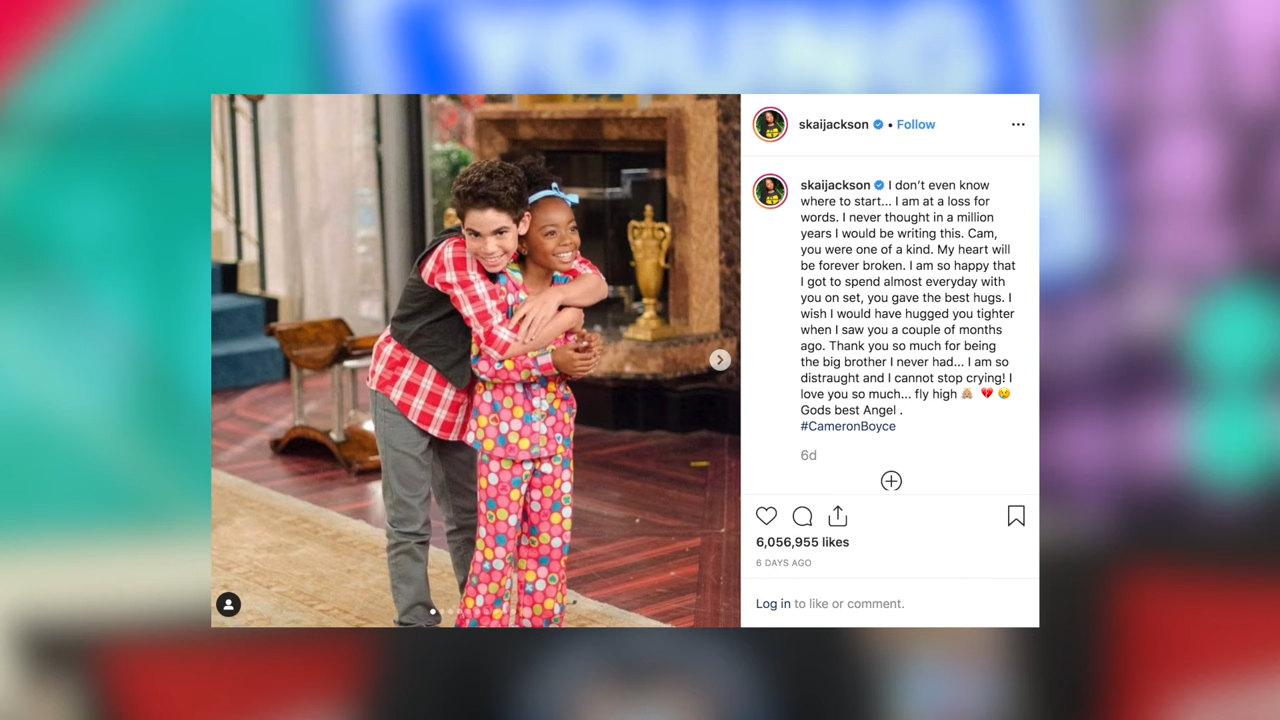 YOUNG
skaijackson • Follow
skaijackson I don’t even know
where to start... I am at a loss for
words. I never thought in a million
years I would be writing this. Cam,
you were one of a kind. My heart will
be forever broken. I am so happy that
I got to spend almost everyday with
you on set, you gave the best hugs. I
wish I would have hugged you tighter
when I saw you a couple of months
ago. Thank you so much for being
the big brother I never had... I am so
distraught and I cannot stop crying! I
love you so much... fly high 🙏🏼 💔 😢
Gods best Angel .
#CameronBoyce
6d
6,056,955 likes
6 DAYS AGO
Log in to like or comment.